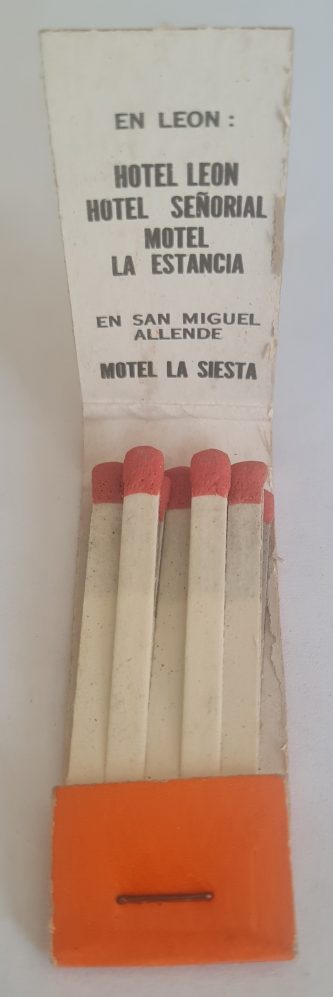 EN LEON :
HOTEL LEON
HOTEL SEÑORIAL
MOTEL
LA ESTANCIA
EN SAN MIGUEL
ALLENDE
MOTEL LA SIESTA